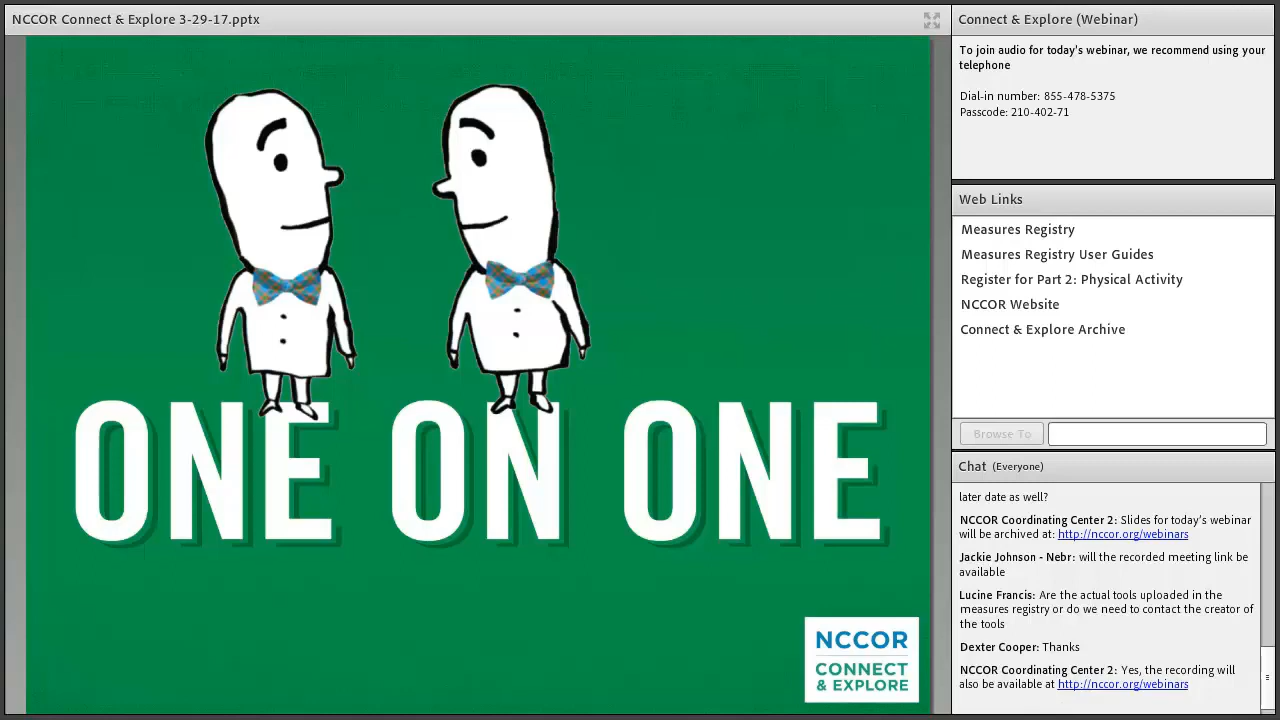 NCCOR Connect & Explore 3-29-17.pptx
ONE ON ONE
NCCOR
CONNECT
& EXPLORE
Connect & Explore (Webinar)
To join audio for today's webinar, we recommend using your
telephone
Dial-in number: 855-478-5375
Passcode: 210-402-71
Web Links
Measures Registry
Measures Registry User Guides
Register for Part 2: Physical Activity
NCCOR Website
Connect & Explore Archive
Browse To
Chat (Everyone)
later date as well?
NCCOR Coordinating Center 2: Slides for today's webinar
will be archived at: http://nccor.org/webinars
Jackie Johnson - Nebr: will the recorded meeting link be
available
Lucine Francis: Are the actual tools uploaded in the
measures registry or do we need to contact the creator of
the tools
Dexter Cooper: Thanks
NCCOR Coordinating Center 2: Yes, the recording will
also be available at http://nccor.org/webinars